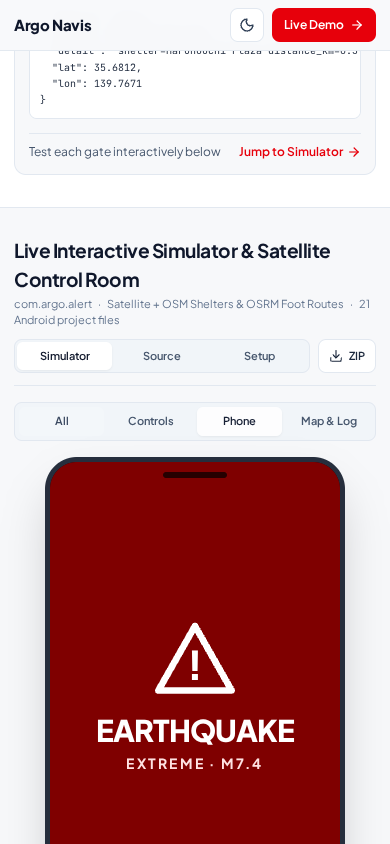 Argo Navis
Live Demo →
"lat": 35.6812,
"lon": 139.7671
}
Test each gate interactively below
Jump to Simulator →
Live Interactive Simulator & Satellite
Control Room
com.argo.alert · Satellite + OSM Shelters & OSRM Foot Routes · 21
Android project files
Simulator
Source
Setup
ZIP
All
Controls
Phone
Map & Log
EARTHQUAKE
EXTREME · M7.4